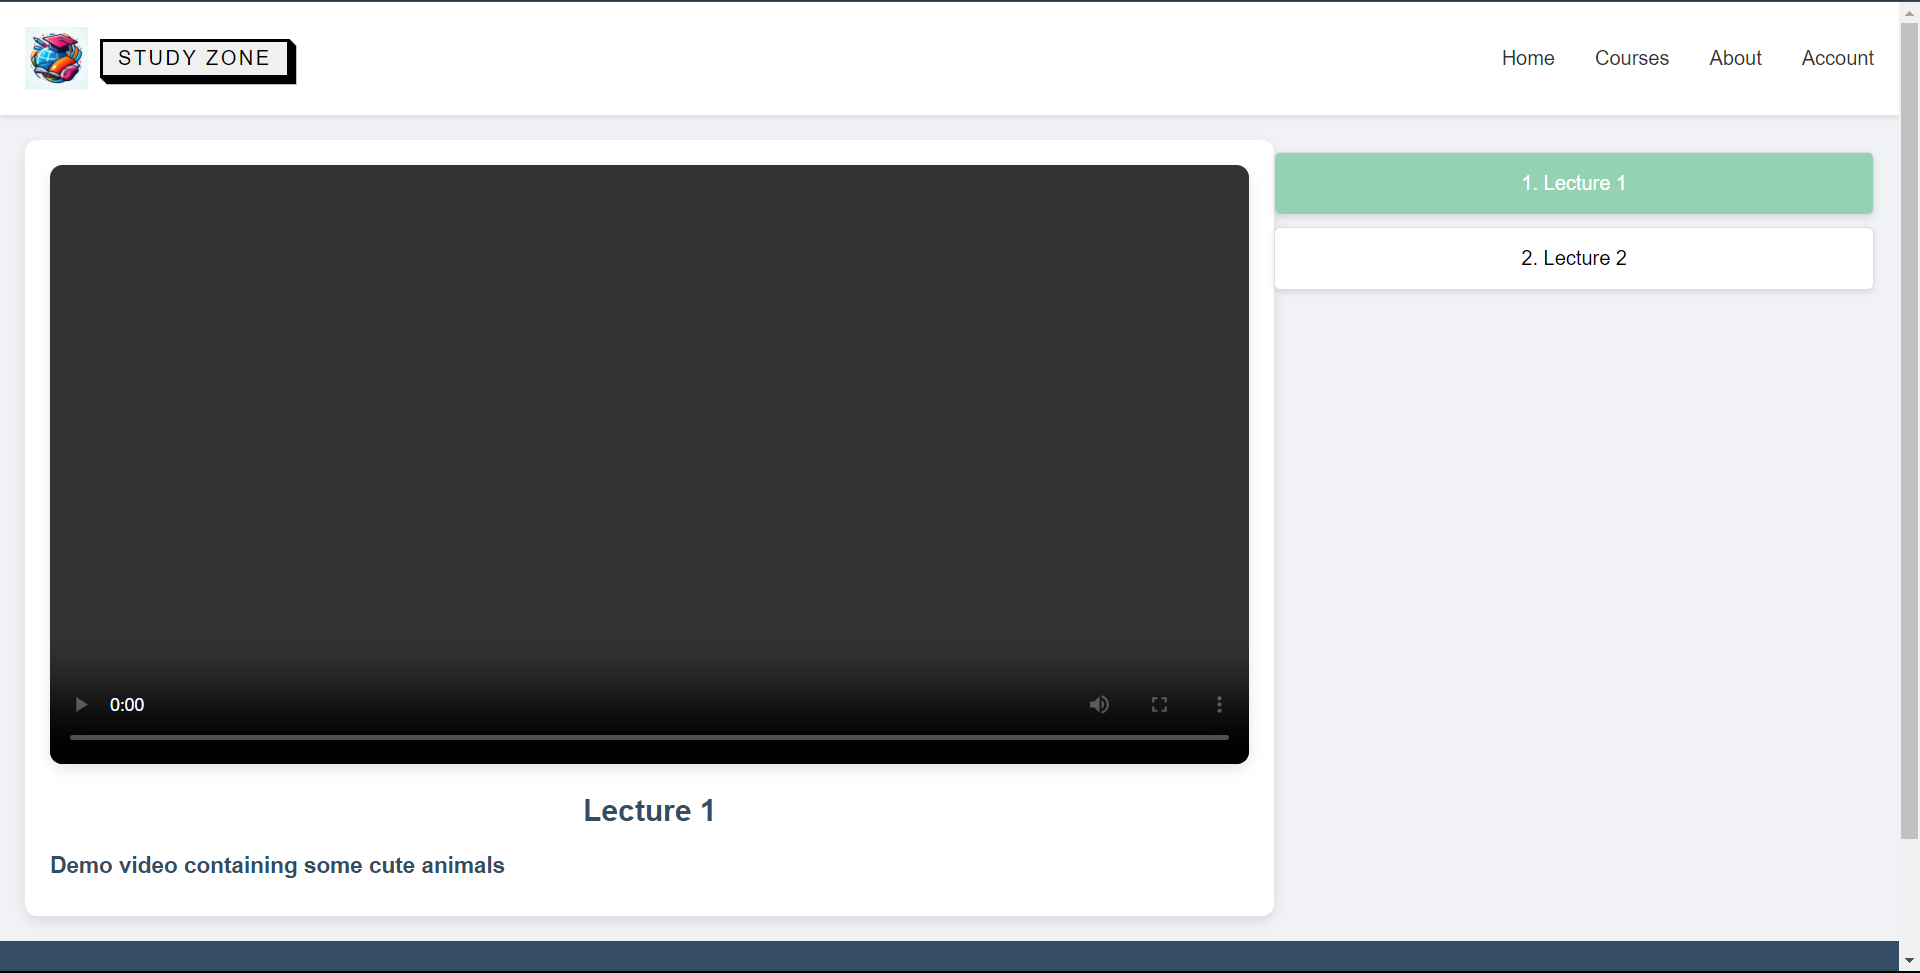 STUDY ZONE
Home Courses About Account
1. Lecture 1
2. Lecture 2
0:00
Lecture 1
Demo video containing some cute animals